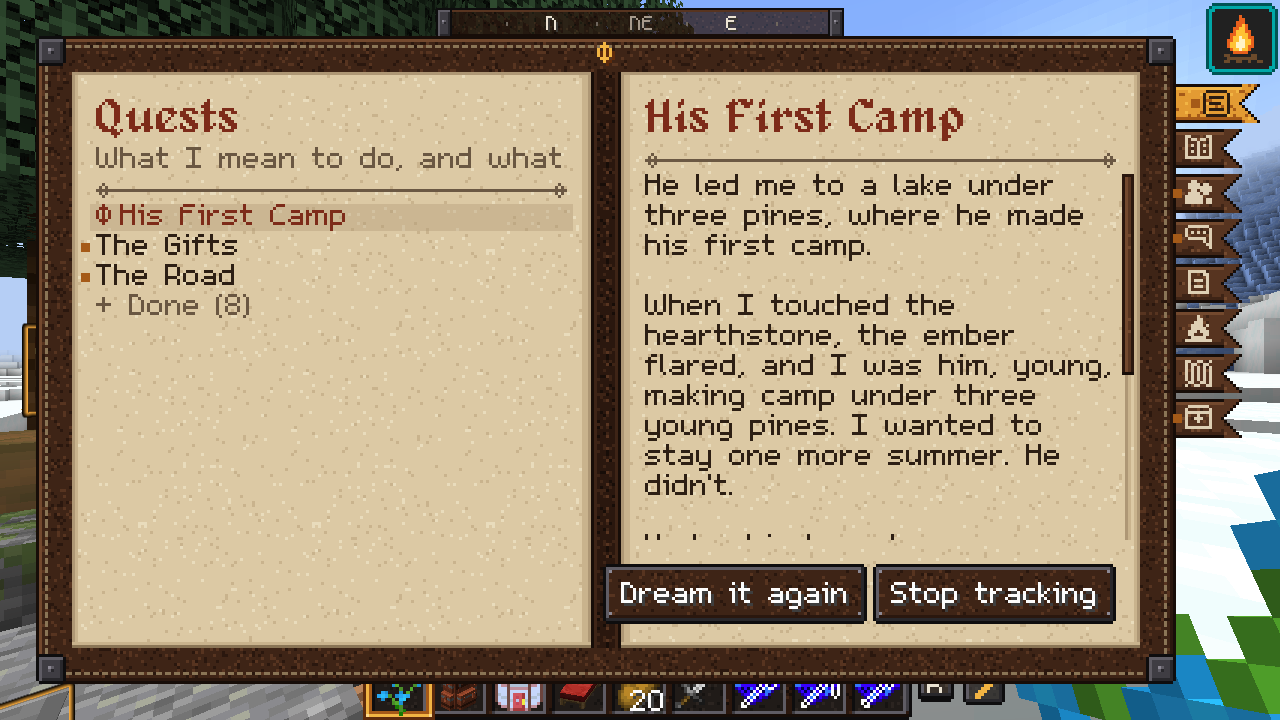 N NE E
Quests
What I mean to do, and what
His First Camp
The Gifts
The Road
+ Done (8)
His First Camp
He led me to a lake under
three pines, where he made
his first camp.
When I touched the
hearthstone, the ember
flared, and I was him, young,
making camp under three
young pines. I wanted to
stay one more summer. He
didn't.
Dream it again
Stop tracking
20